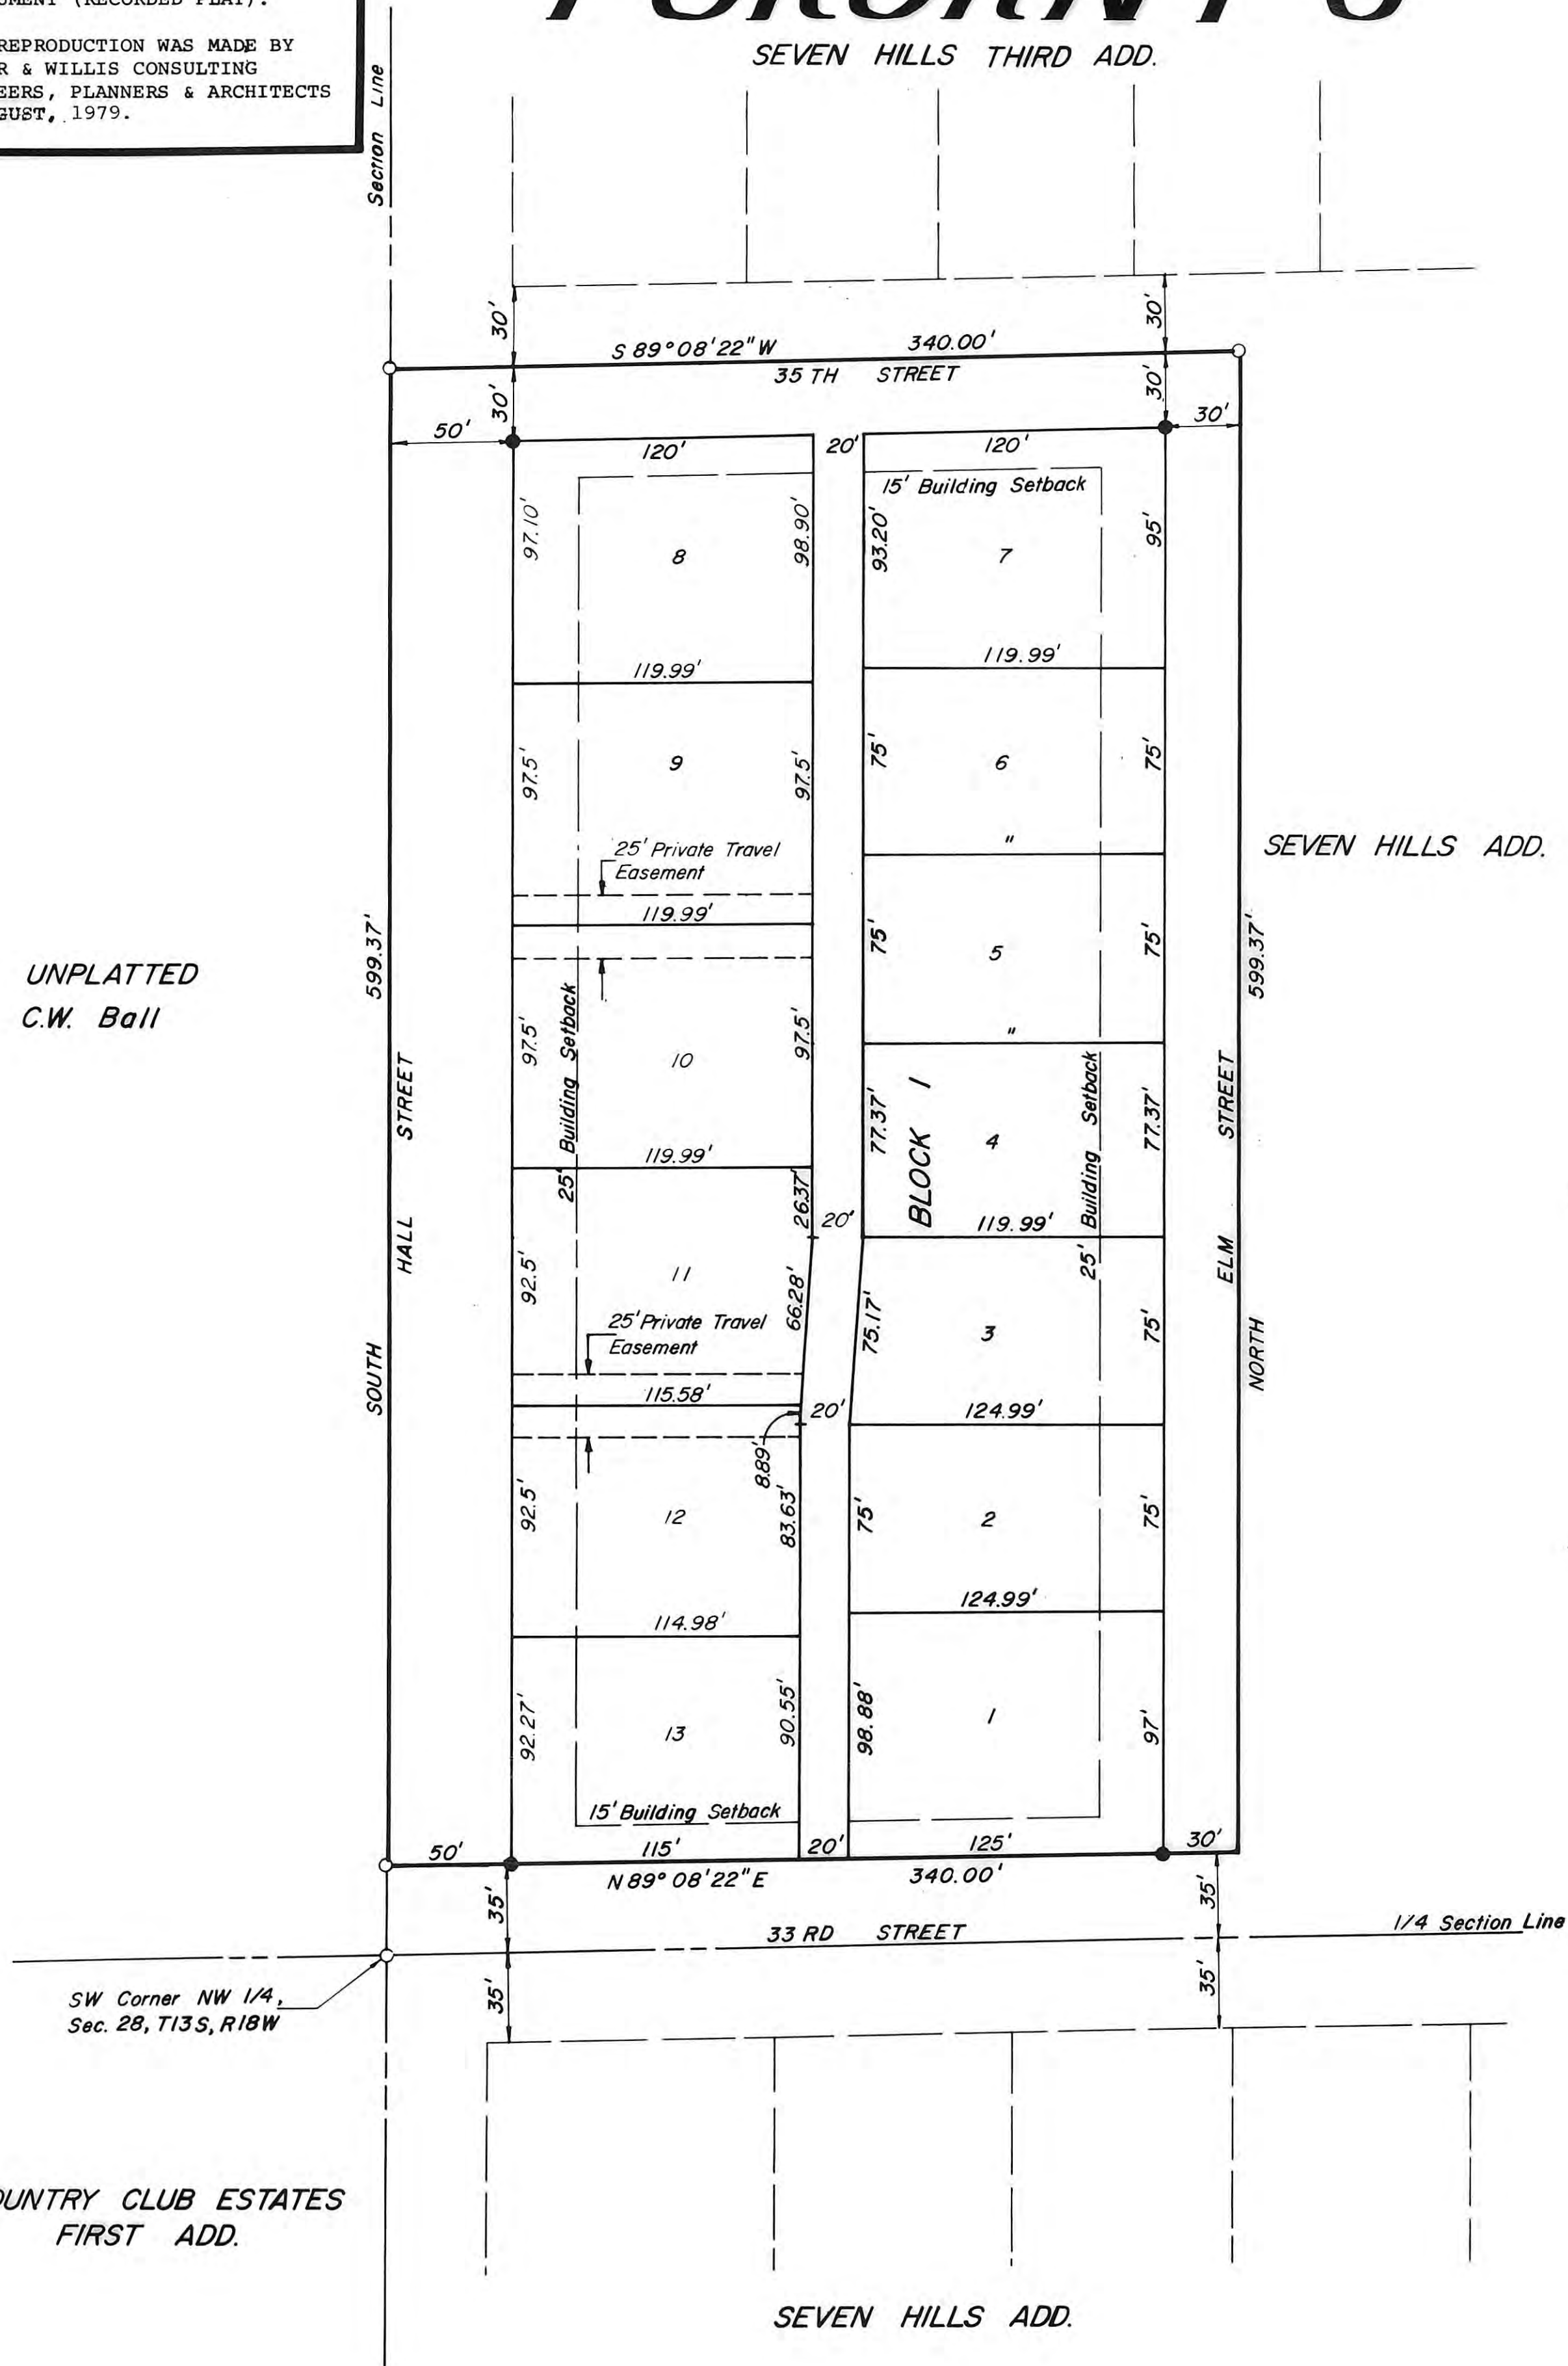 REPRODUCTION WAS MADE BY
& WILLIS CONSULTING
PLANNERS & ARCHITECTS
1979.
Section Line
SEVEN HILLS THIRD ADD.
30'
30'
S 89°08'22"W 340.00'
35 TH STREET
30'
30'
50'
30'
120'
20'
120'
15' Building Setback
97.10'
8
98.90'
93.20'
7
95'
119.99'
119.99'
97.5'
9
97.5'
75'
6
75'
"
SEVEN HILLS ADD.
25' Private Travel
Easement
119.99'
599.37'
75'
5
75'
599.37'
UNPLATTED
C.W. Ball
"
97.5'
25' Building Setback
10
97.5'
77.37'
BLOCK 1
4
25' Building Setback
77.37'
SOUTH HALL STREET
NORTH ELM STREET
119.99'
26.37'
20'
119.99'
92.5'
11
66.28'
75.17'
3
75'
25' Private Travel
Easement
115.58'
20'
124.99'
8.89'
92.5'
12
83.63'
75'
2
75'
114.98'
124.99'
92.27'
13
90.55'
98.88'
1
97'
15' Building Setback
50'
115'
20'
125'
30'
N 89° 08'22"E 340.00'
35'
35'
33 RD STREET
1/4 Section Line
35'
35'
SW Corner NW 1/4,
Sec. 28, T13S, R18W
CLUB ESTATES
FIRST ADD.
SEVEN HILLS ADD.